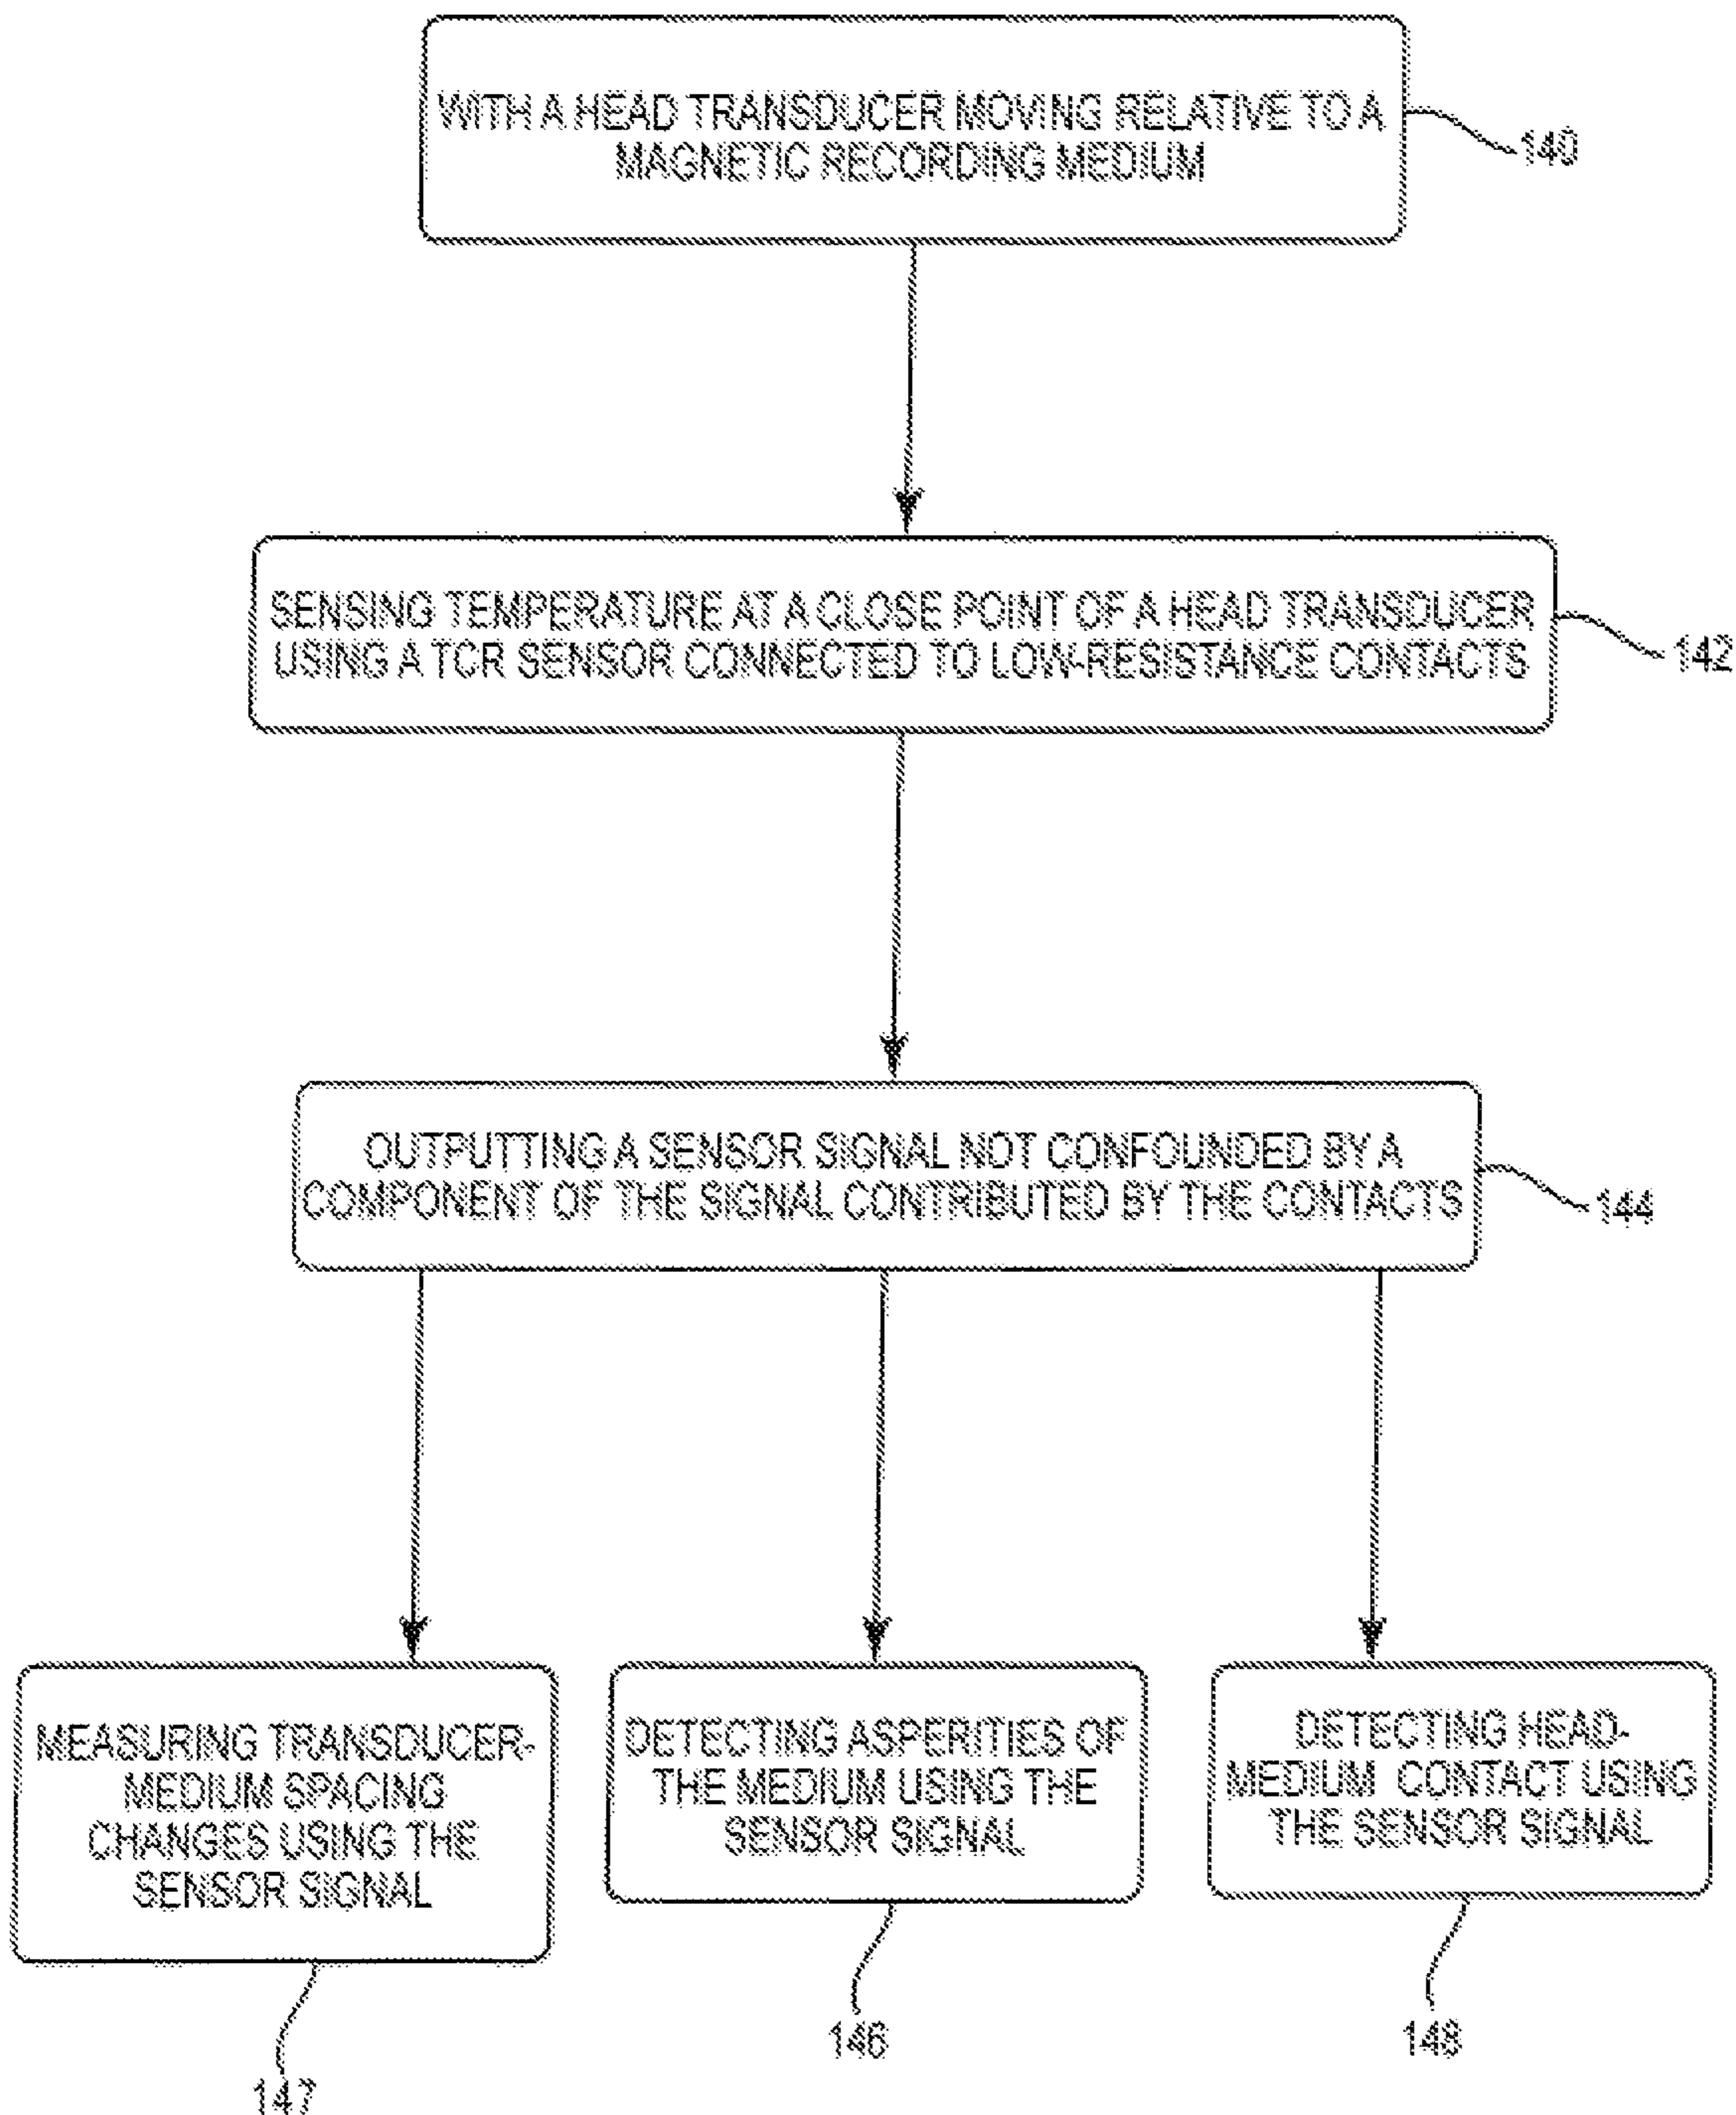 WITH A HEAD TRANSDUCER MOVING RELATIVE TO A
MAGNETIC RECORDING MEDIUM
140
SENSING TEMPERATURE AT A CLOSE POINT OF A HEAD TRANSDUCER
USING A TCR SENSOR CONNECTED TO LOW-RESISTANCE CONTACTS
142
OUTPUTTING A SENSOR SIGNAL NOT CONFOUNDED BY A
COMPONENT OF THE SIGNAL CONTRIBUTED BY THE CONTACTS
144
MEASURING TRANSDUCER-
MEDIUM SPACING
CHANGES USING THE
SENSOR SIGNAL
147
DETECTING ASPERITIES OF
THE MEDIUM USING THE
SENSOR SIGNAL
146
DETECTING HEAD-
MEDIUM CONTACT USING
THE SENSOR SIGNAL
148